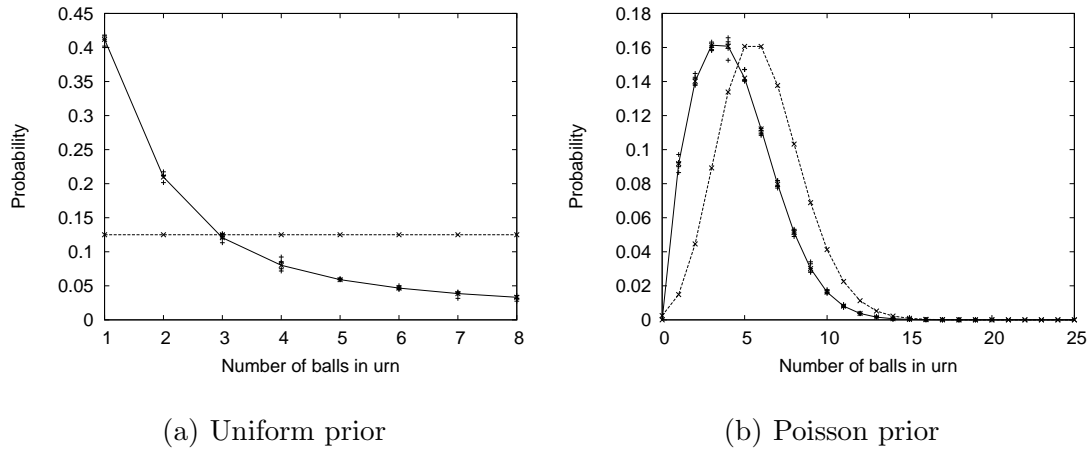 0.45
0.4
0.35
0.3
0.25
0.2
0.15
0.1
0.05
0
Probability
1 2 3 4 5 6 7 8
Number of balls in urn
(a) Uniform prior
0.18
0.16
0.14
0.12
0.1
0.08
0.06
0.04
0.02
0
Probability
0 5 10 15 20 25
Number of balls in urn
(b) Poisson prior